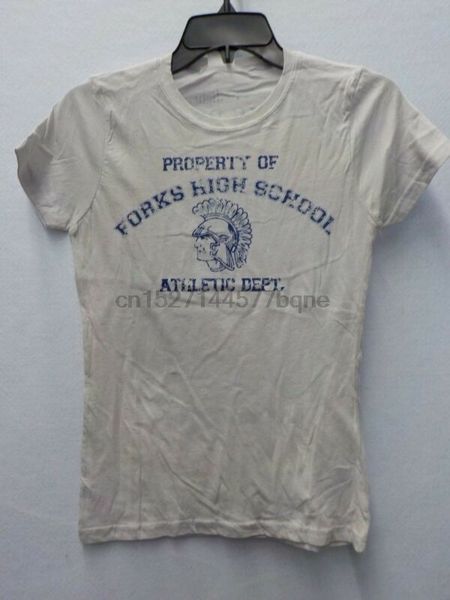 PROPERTY OF
FORKS HIGH SCHOOL
ATHLETIC DEPT.
cn1527144577bqne